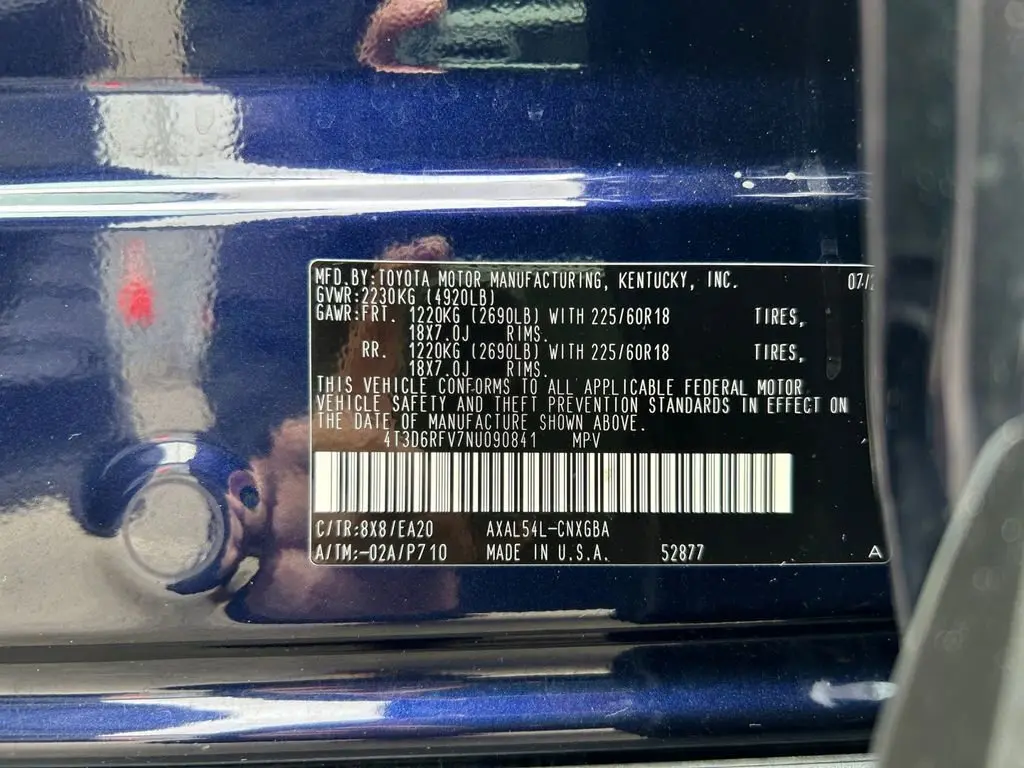 MFD.BY:TOYOTA MOTOR MANUFACTURING, KENTUCKY, INC. 07/
GVWR:2230KG (4920LB)
GAWR:FRT. 1220KG (2690LB) WITH 225/60R18 TIRES,
18X7.0J RIMS.
RR. 1220KG (2690LB) WITH 225/60R18 TIRES,
18X7.0J RIMS.
THIS VEHICLE CONFORMS TO ALL APPLICABLE FEDERAL MOTOR
VEHICLE SAFETY AND THEFT PREVENTION STANDARDS IN EFFECT ON
THE DATE OF MANUFACTURE SHOWN ABOVE.
4T3D6RFV7NU090841 MPV
C/TR:8X8/EA20 AXAL54L-CNXGBA
A/TM:-02A/P710 MADE IN U.S.A. 52877 A